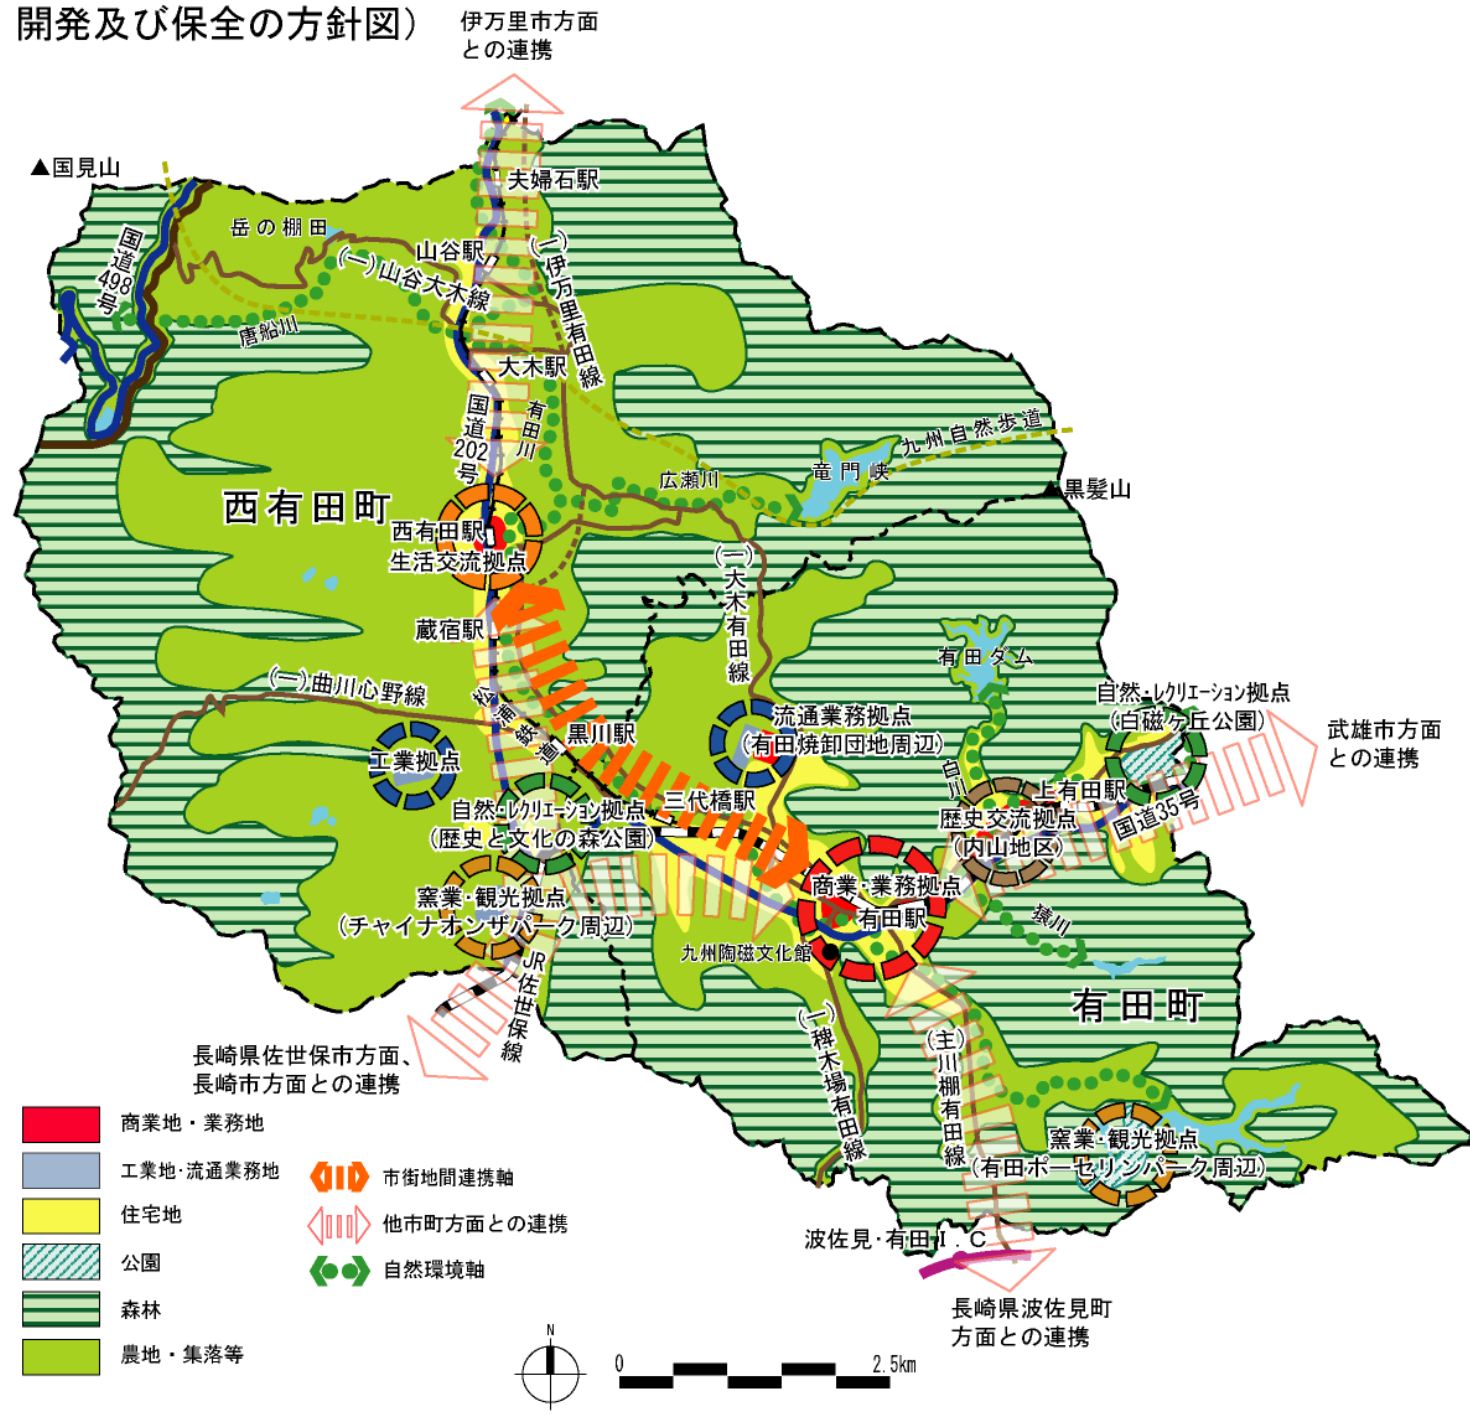 開発及び保全の方針図）
伊万里市方面
との連携
▲国見山
夫婦石駅
岳の棚田
国道498号
山谷駅
(一)山谷大木線
(一)伊万里有田線
唐船川
大木駅
国道202号
有田川
九州自然歩道
竜門峡
広瀬川
▲黒髪山
西有田町
西有田駅
生活交流拠点
(一)大木有田線
蔵宿駅
有田ダム
(一)曲川心野線
松浦鉄道
黒川駅
流通業務拠点
(有田焼卸団地周辺)
自然・レクリエーション拠点
(白磁ヶ丘公園)
武雄市方面
との連携
工業拠点
白川
上有田駅
国道35号
三代橋駅
自然・レクリエーション拠点
(歴史と文化の森公園)
歴史交流拠点
(内山地区)
商業・業務拠点
有田駅
窯業・観光拠点
(チャイナオンザパーク周辺)
猿川
九州陶磁文化館
JR佐世保線
有田町
(一)稗木場有田線
(主)川棚有田線
長崎県佐世保市方面、
長崎市方面との連携
窯業・観光拠点
(有田ポーセリンパーク周辺)
波佐見・有田I.C
長崎県波佐見町
方面との連携
商業地・業務地
工業地・流通業務地
住宅地
公園
森林
農地・集落等
市街地間連携軸
他市町方面との連携
自然環境軸
N
0
2.5km